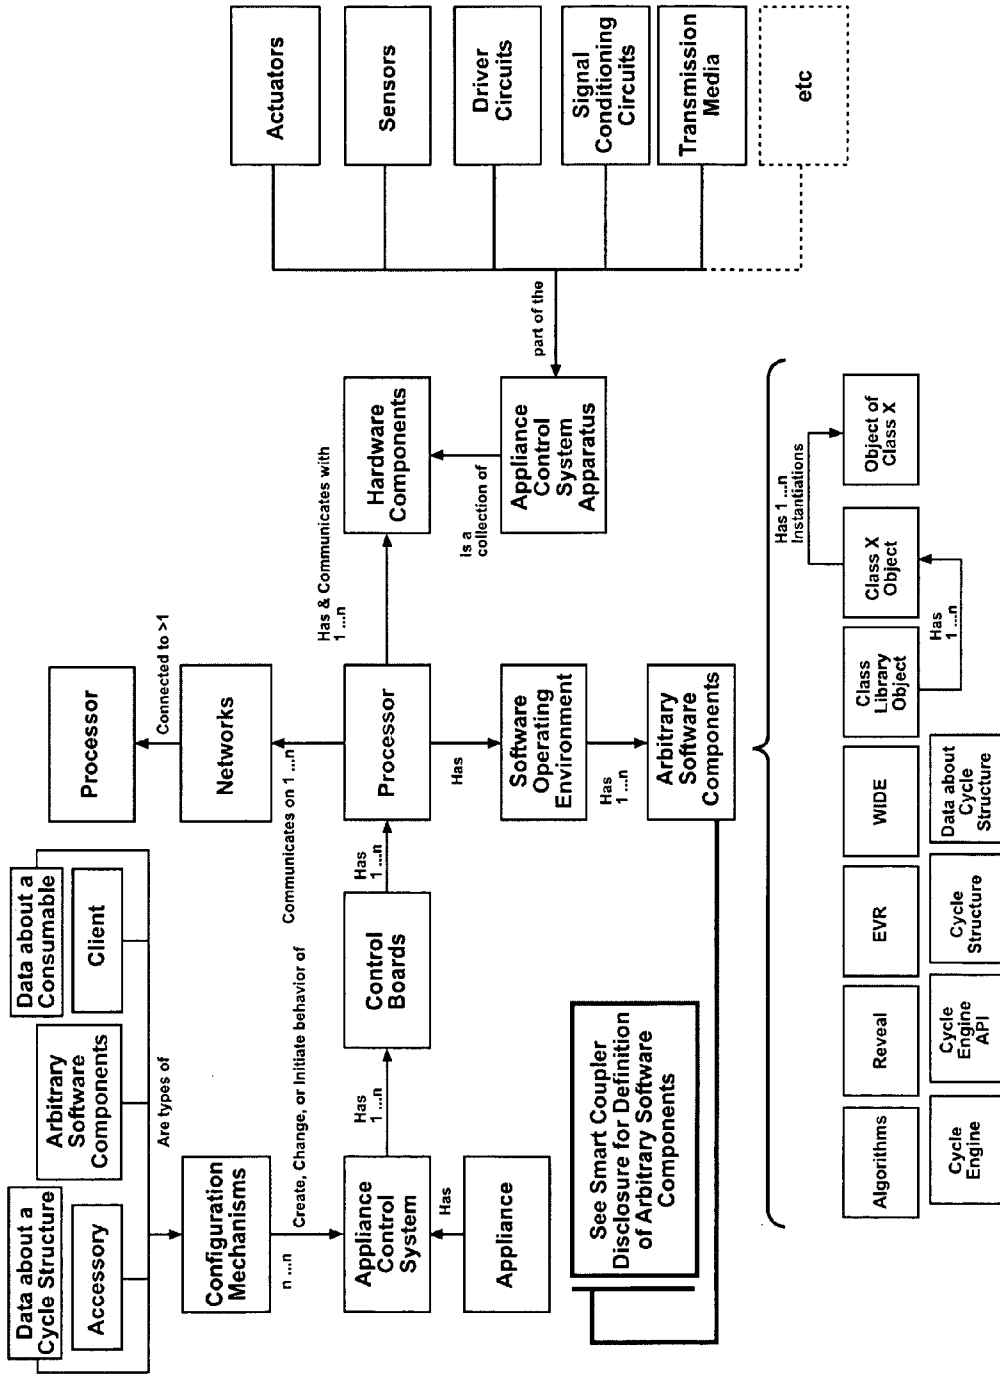 Data about a
Cycle Structure
Accessory
Arbitrary
Software
Components
Data about a
Consumable
Client
Are types of
Configuration
Mechanisms
n ...n
Create, Change, or Initiate behavior of
Appliance
Control
System
Has
Appliance
Has
1 ...n
Control
Boards
Has
1 ...n
Processor
Communicates on 1 ...n
Networks
Connected to >1
Processor
Has & Communicates with
1 ...n
Hardware
Components
Is a
collection of
Appliance
Control
System
Apparatus
part of the
Actuators
Sensors
Driver
Circuits
Signal
Conditioning
Circuits
Transmission
Media
etc
Has
Software
Operating
Environment
Has
1 ...n
Arbitrary
Software
Components
See Smart Coupler
Disclosure for Definition
of Arbitrary Software
Components
Algorithms
Reveal
EVR
WIDE
Class
Library
Object
Class X
Object
Object of
Class X
Has 1 ...n
Instantiations
Has
1 ...n
Cycle
Engine
Cycle
Engine
API
Cycle
Structure
Data about
Cycle
Structure